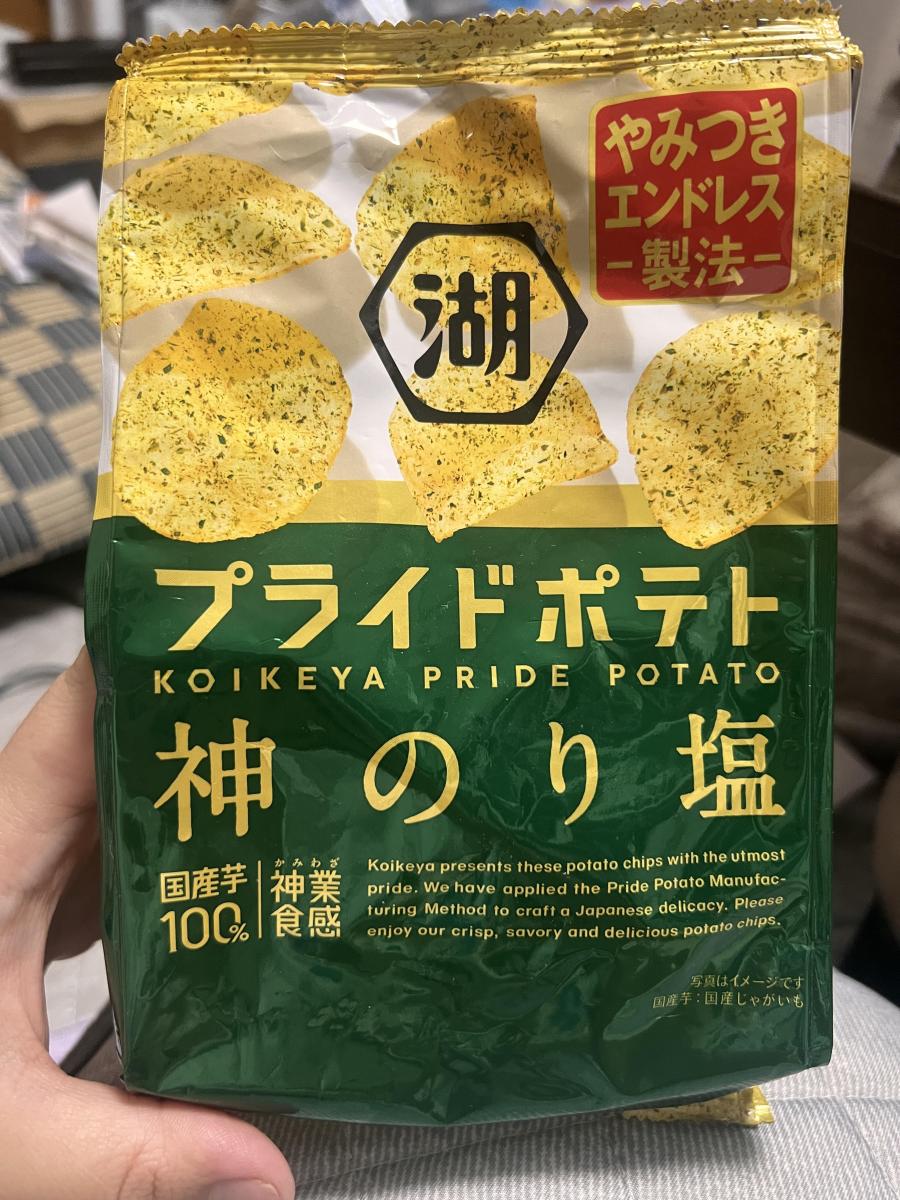 やみつき
エンドレス
-製法-
湖
プライドポテト
KOIKEYA PRIDE POTATO
神のり塩
国産芋
100%
かみわざ
神業
食感
Koikeya presents these potato chips with the utmost
pride. We have applied the Pride Potato Manufac-
turing Method to craft a Japanese delicacy. Please
enjoy our crisp, savory and delicious potato chips.
写真はイメージです
国産芋:国産じゃがいも